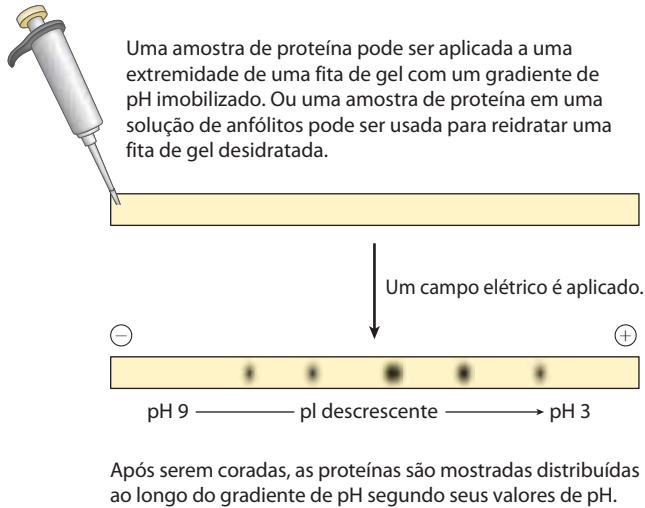 Uma amostra de proteína pode ser aplicada a uma
extremidade de uma fita de gel com um gradiente de
pH imobilizado. Ou uma amostra de proteína em uma
solução de anfólitos pode ser usada para reidratar uma
fita de gel desidratada.
Um campo elétrico é aplicado.
− +
pH 9 pI descrescente pH 3
Após serem coradas, as proteínas são mostradas distribuídas
ao longo do gradiente de pH segundo seus valores de pH.